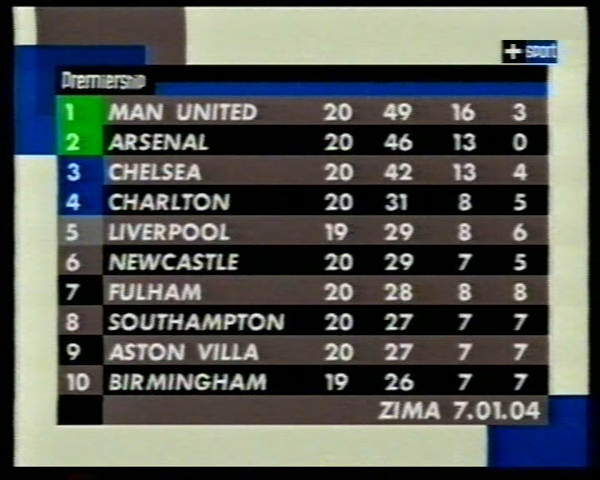 + sport
Premiership
1 MAN UNITED 20 49 16 3
2 ARSENAL 20 46 13 0
3 CHELSEA 20 42 13 4
4 CHARLTON 20 31 8 5
5 LIVERPOOL 19 29 8 6
6 NEWCASTLE 20 29 7 5
7 FULHAM 20 28 8 8
8 SOUTHAMPTON 20 27 7 7
9 ASTON VILLA 20 27 7 7
10 BIRMINGHAM 19 26 7 7
ZIMA 7.01.04